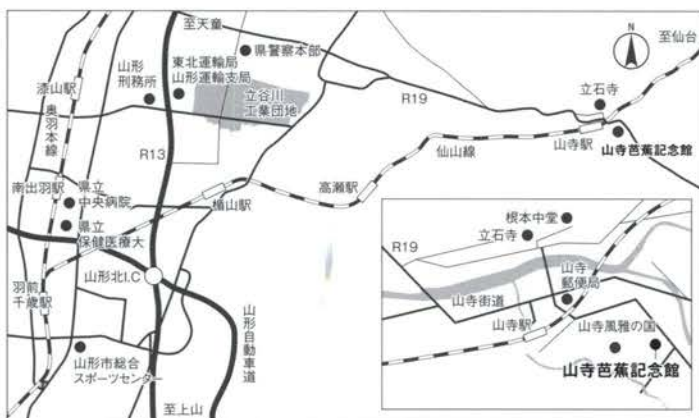 至天童
至仙台
N
県警察本部
山形
刑務所
東北運輸局
山形運輸支局
漆山駅
立谷川
工業団地
立石寺
奥羽本線
R19
R13
仙山線
山寺駅
山寺芭蕉記念館
高瀬駅
南出羽駅
県立
中央病院
楯山駅
県立
保健医療大
山形北I.C
羽前
千歳駅
山形自動車道
山形市総合
スポーツセンター
至上山
根本中堂
立石寺
R19
山寺
郵便局
山寺街道
山寺駅
山寺風雅の国
山寺芭蕉記念館